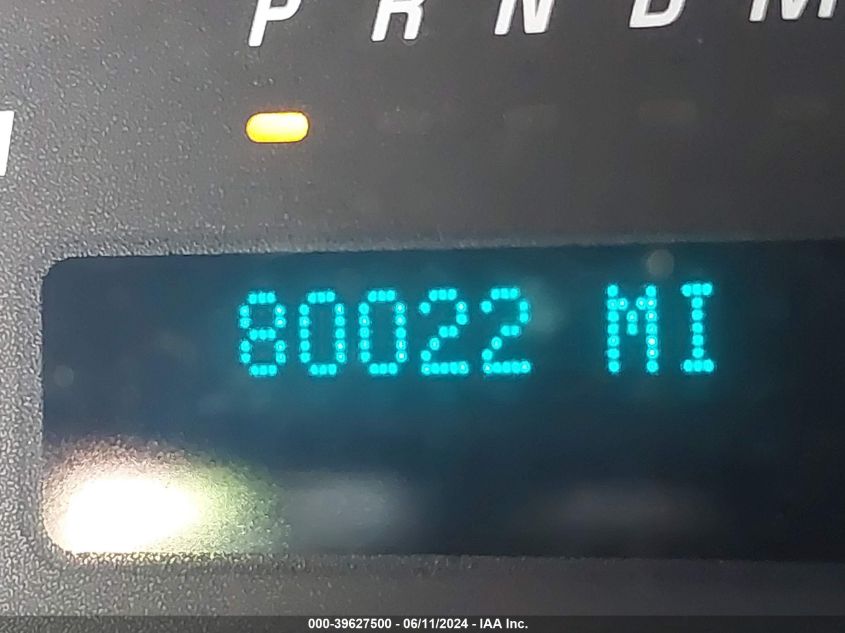 P R N D M
80022 MI
000-39627500 - 06/11/2024 - IAA Inc.